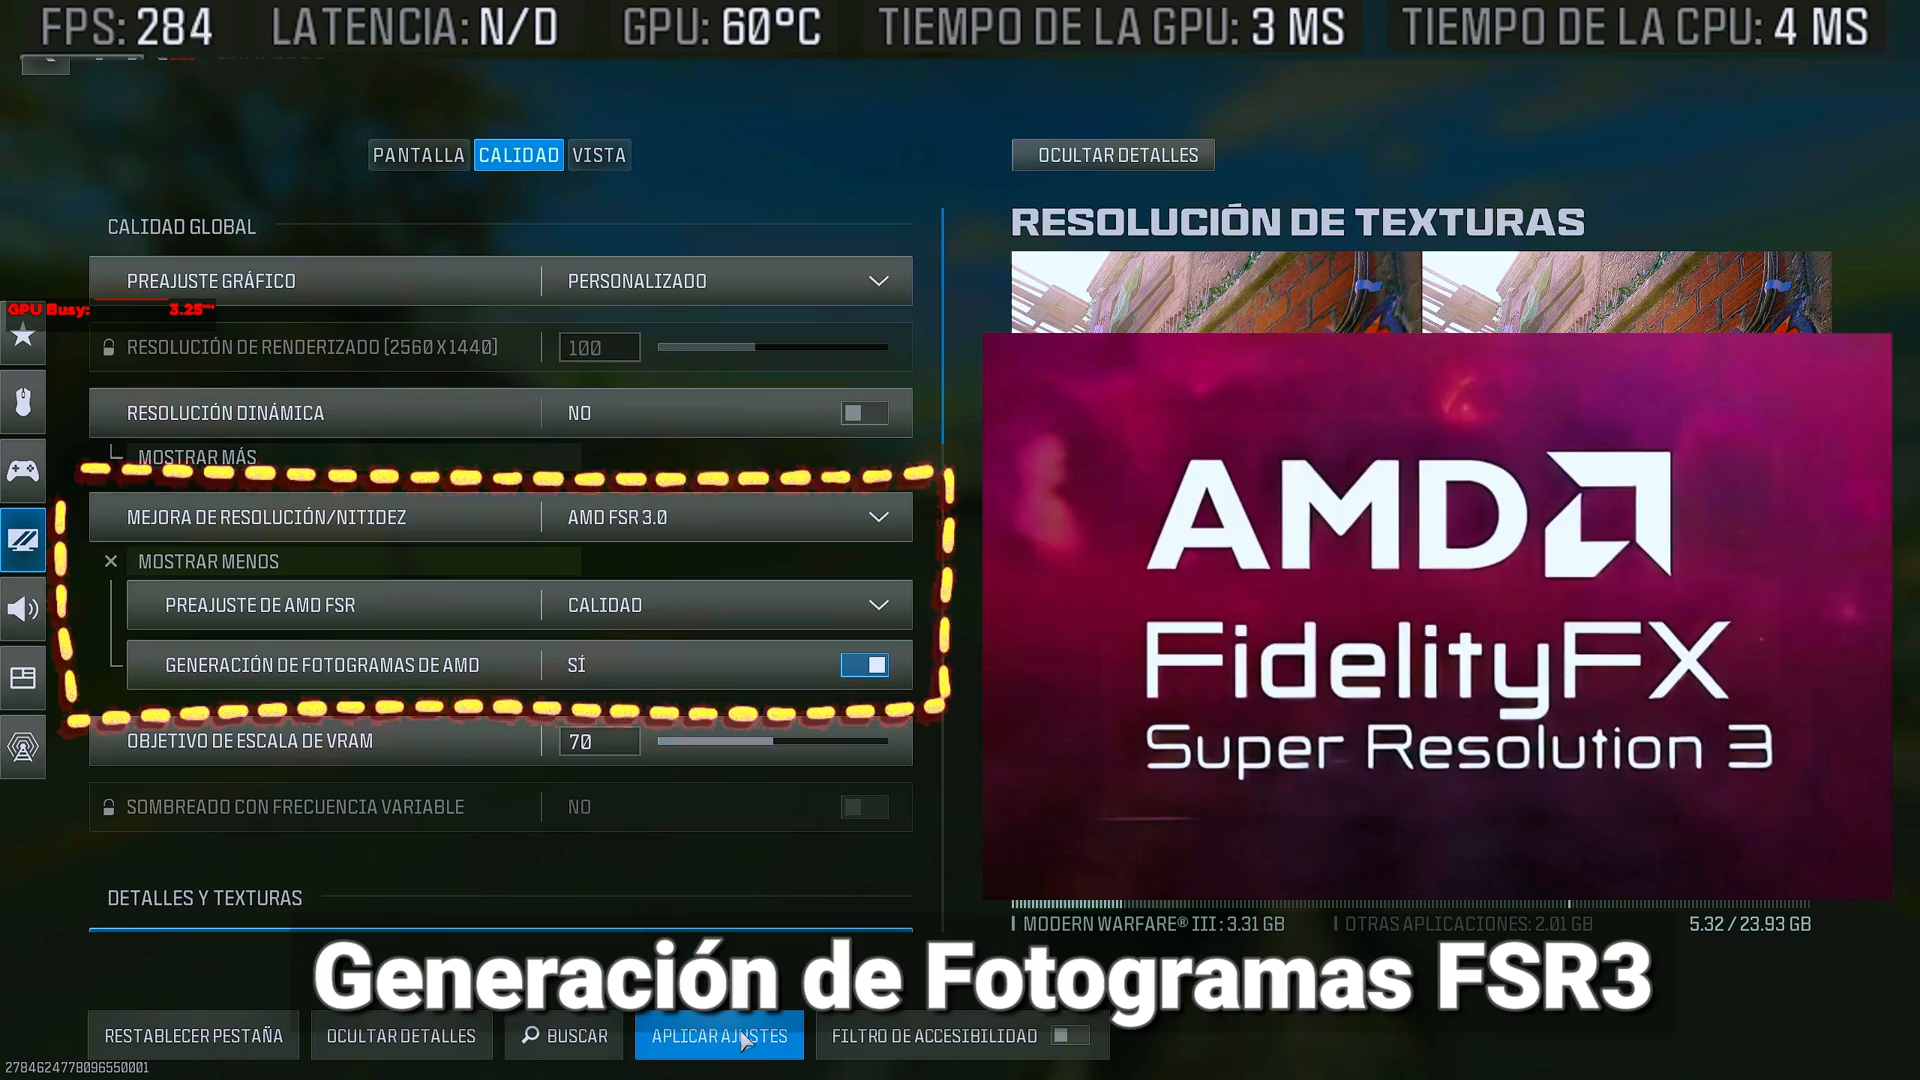 FPS: 284 LATENCIA: N/D GPU: 60ºC TIEMPO DE LA GPU: 3 MS TIEMPO DE LA CPU: 4 MS
PANTALLA CALIDAD VISTA
OCULTAR DETALLES
CALIDAD GLOBAL
RESOLUCIÓN DE TEXTURAS
PREAJUSTE GRÁFICO PERSONALIZADO
GPU Busy: 3.25ms
RESOLUCIÓN DE RENDERIZADO (2560 X 1440) 100
RESOLUCIÓN DINÁMICA NO
MOSTRAR MÁS
MEJORA DE RESOLUCIÓN/NITIDEZ AMD FSR 3.0
MOSTRAR MENOS
PREAJUSTE DE AMD FSR CALIDAD
GENERACIÓN DE FOTOGRAMAS DE AMD SÍ
OBJETIVO DE ESCALA DE VRAM 70
SOMBREADO CON FRECUENCIA VARIABLE NO
AMD
FidelityFX
Super Resolution 3
DETALLES Y TEXTURAS
MODERN WARFARE® III: 3.31 GB OTRAS APLICACIONES: 2.01 GB 5.32 / 23.93 GB
Generación de Fotogramas FSR3
RESTABLECER PESTAÑA OCULTAR DETALLES BUSCAR APLICAR AJUSTES FILTRO DE ACCESIBILIDAD
2784624778096550001